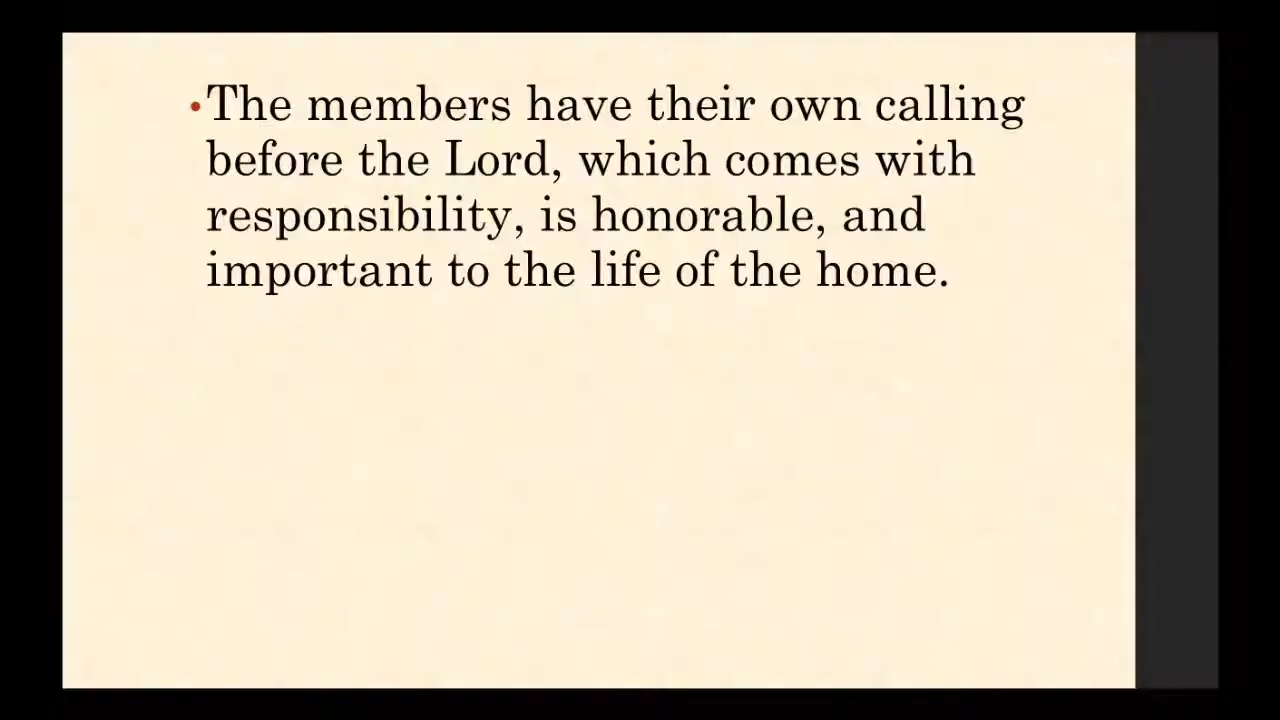 •The members have their own calling
before the Lord, which comes with
responsibility, is honorable, and
important to the life of the home.